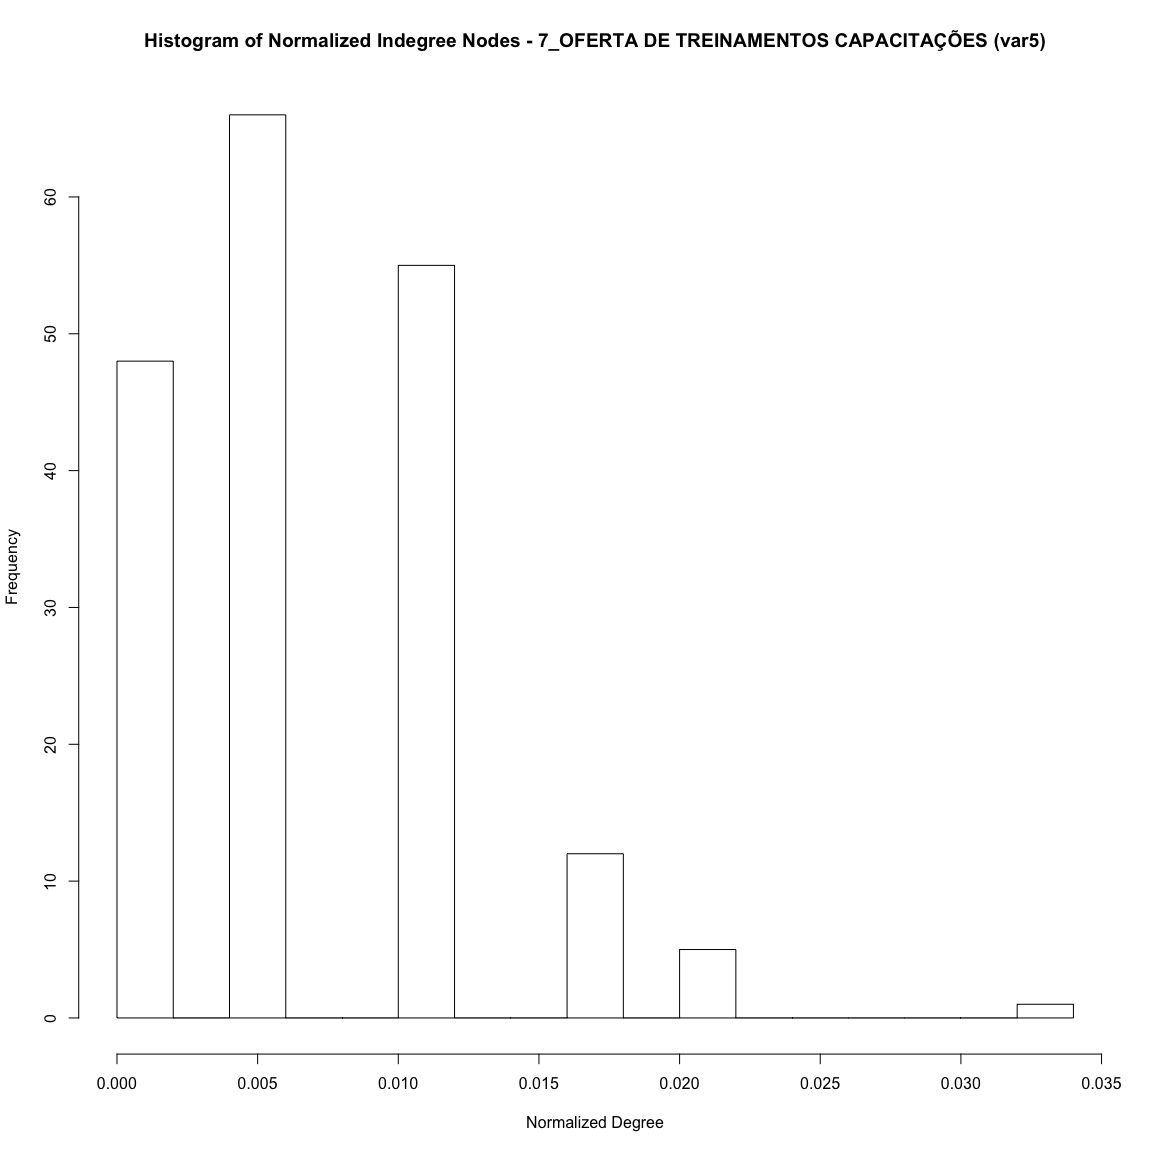 Histogram of Normalized Indegree Nodes - 7_OFERTA DE TREINAMENTOS CAPACITAÇÕES (var5)
60
50
40
30
20
10
0
Frequency
0.000 0.005 0.010 0.015 0.020 0.025 0.030 0.035
Normalized Degree